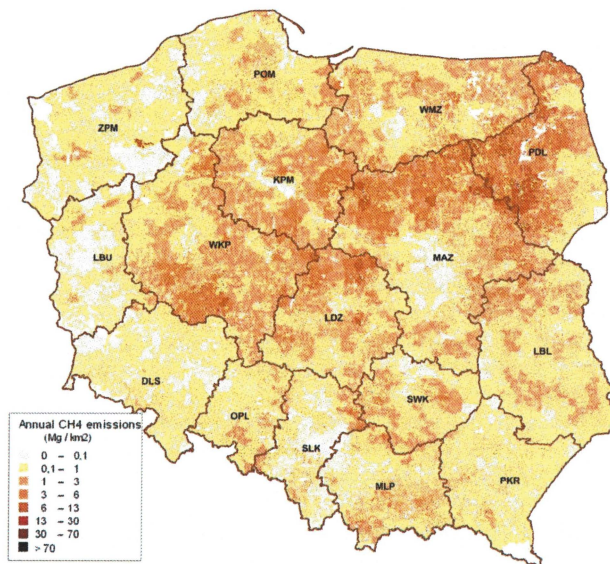 POM
WMZ
ZPM
PDL
KPM
WKP
LBU
MAZ
LDZ
LBL
DLS
SWK
OPL
SLK
PKR
MLP
Annual CH4 emissions
(Mg / km2)
0 – 0,1
0,1 – 1
1 – 3
3 – 6
6 – 13
13 – 30
30 – 70
> 70